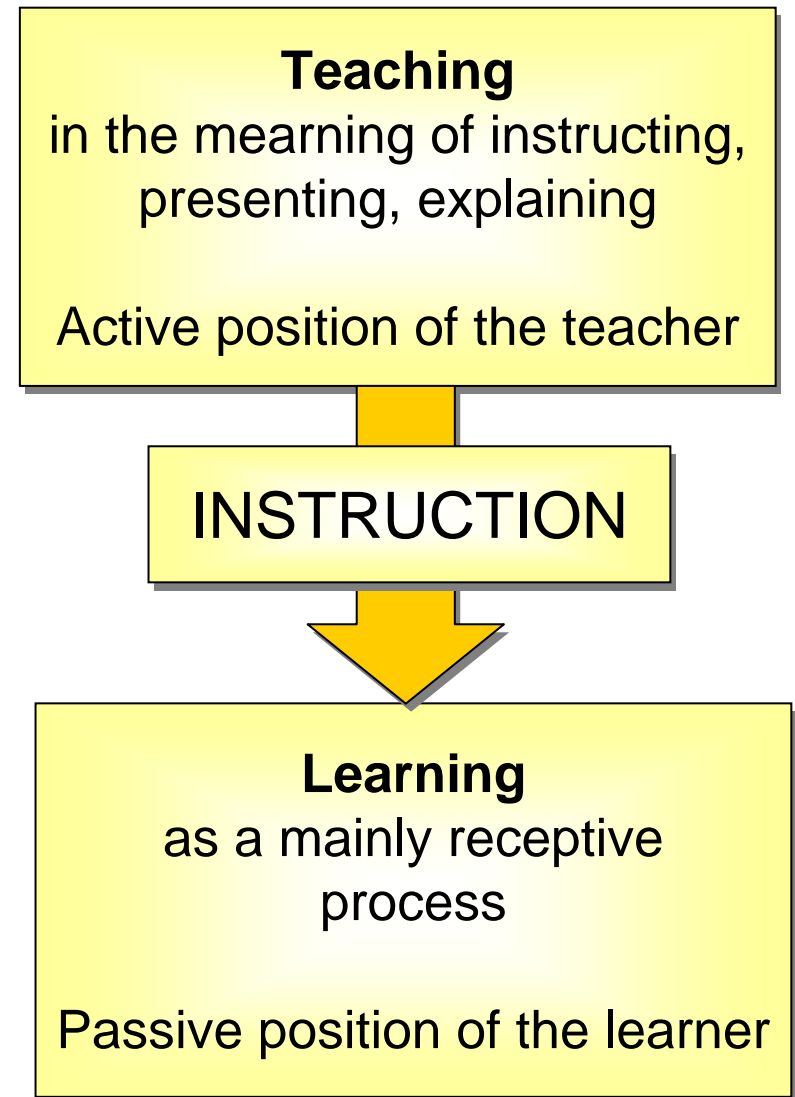 Teaching
in the mearning of instructing,
presenting, explaining
Active position of the teacher
INSTRUCTION
Learning
as a mainly receptive
process
Passive position of the learner